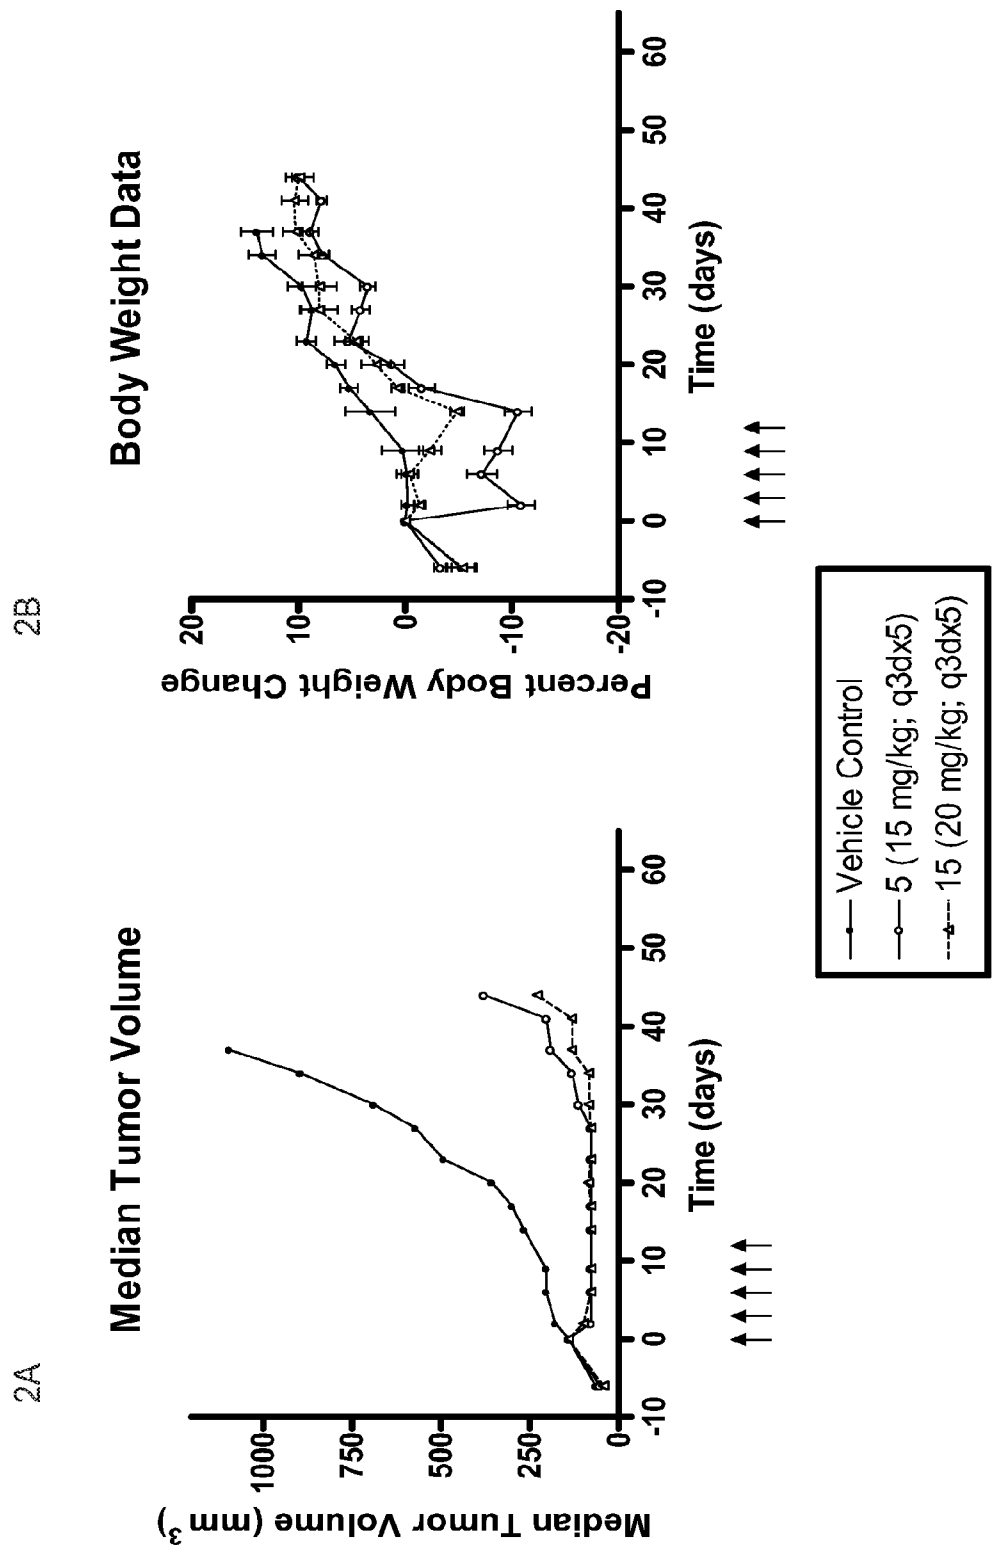 2A
Median Tumor Volume
Median Tumor Volume (mm³)
1000
750
500
250
0
-10
0
10
20
30
40
50
60
Time (days)
2B
Body Weight Data
Percent Body Weight Change
20
10
0
-10
-20
-10
0
10
20
30
40
50
60
Time (days)
Vehicle Control
5 (15 mg/kg; q3dx5)
15 (20 mg/kg; q3dx5)